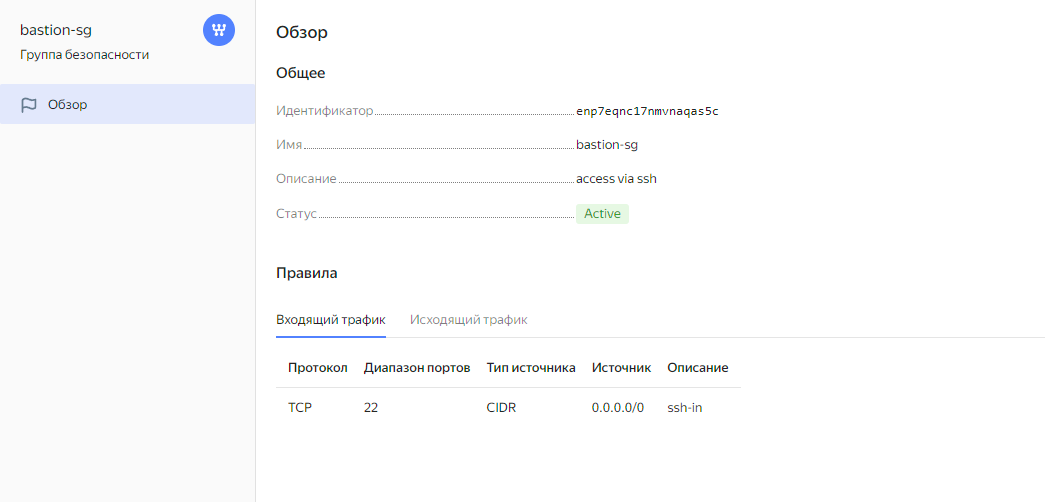 bastion-sg
Группа безопасности
Обзор
Обзор
Общее
Идентификатор enp7eqnc17nmvnaqas5c
Имя bastion-sg
Описание access via ssh
Статус Active
Правила
Входящий трафик Исходящий трафик
Протокол Диапазон портов Тип источника Источник Описание
TCP 22 CIDR 0.0.0.0/0 ssh-in